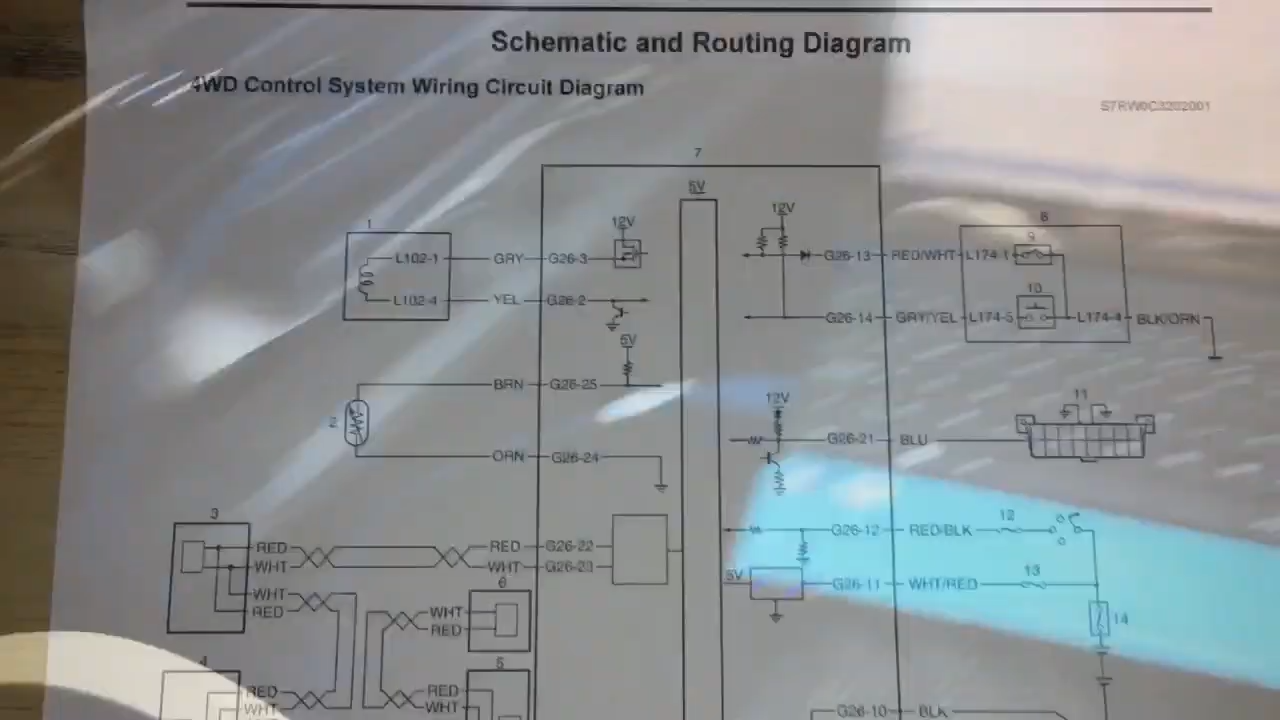 Schematic and Routing Diagram
4WD Control System Wiring Circuit Diagram
S7RW0C3202001
7
5V
1
12V
12V
8
9
L102-1 GRY G26-3
G26-13 RED/WHT L174-1
10
L102-4 YEL G26-2
G26-14 GRY/YEL L174-5 L174-4 BLK/ORN
5V
BRN G26-25
12V
11
2
G26-21 BLU
ORN G26-24
3
G26-12 RED/BLK 12
RED RED G26-22
WHT WHT G26-23
5V G26-11 WHT/RED 13
6
WHT
RED
WHT
RED
14
4
5
RED RED
WHT WHT
G26-10 BLK